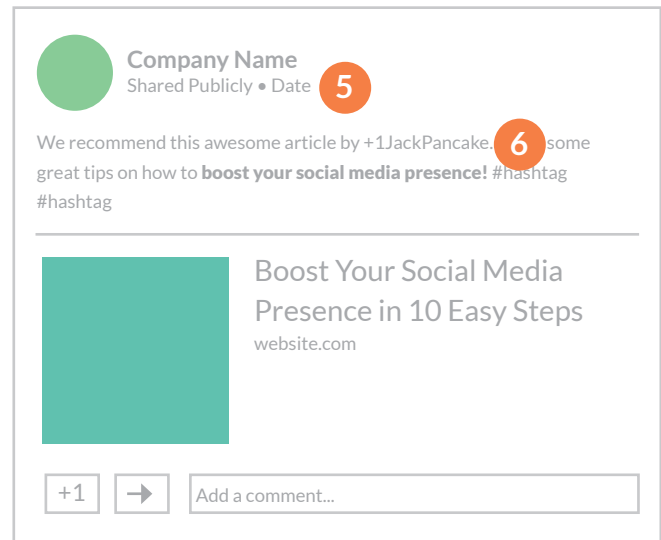 Company Name
Shared Publicly • Date
5
We recommend this awesome article by +1JackPancake. 6 some
great tips on how to boost your social media presence! #hashtag
#hashtag
Boost Your Social Media
Presence in 10 Easy Steps
website.com
+1
Add a comment...